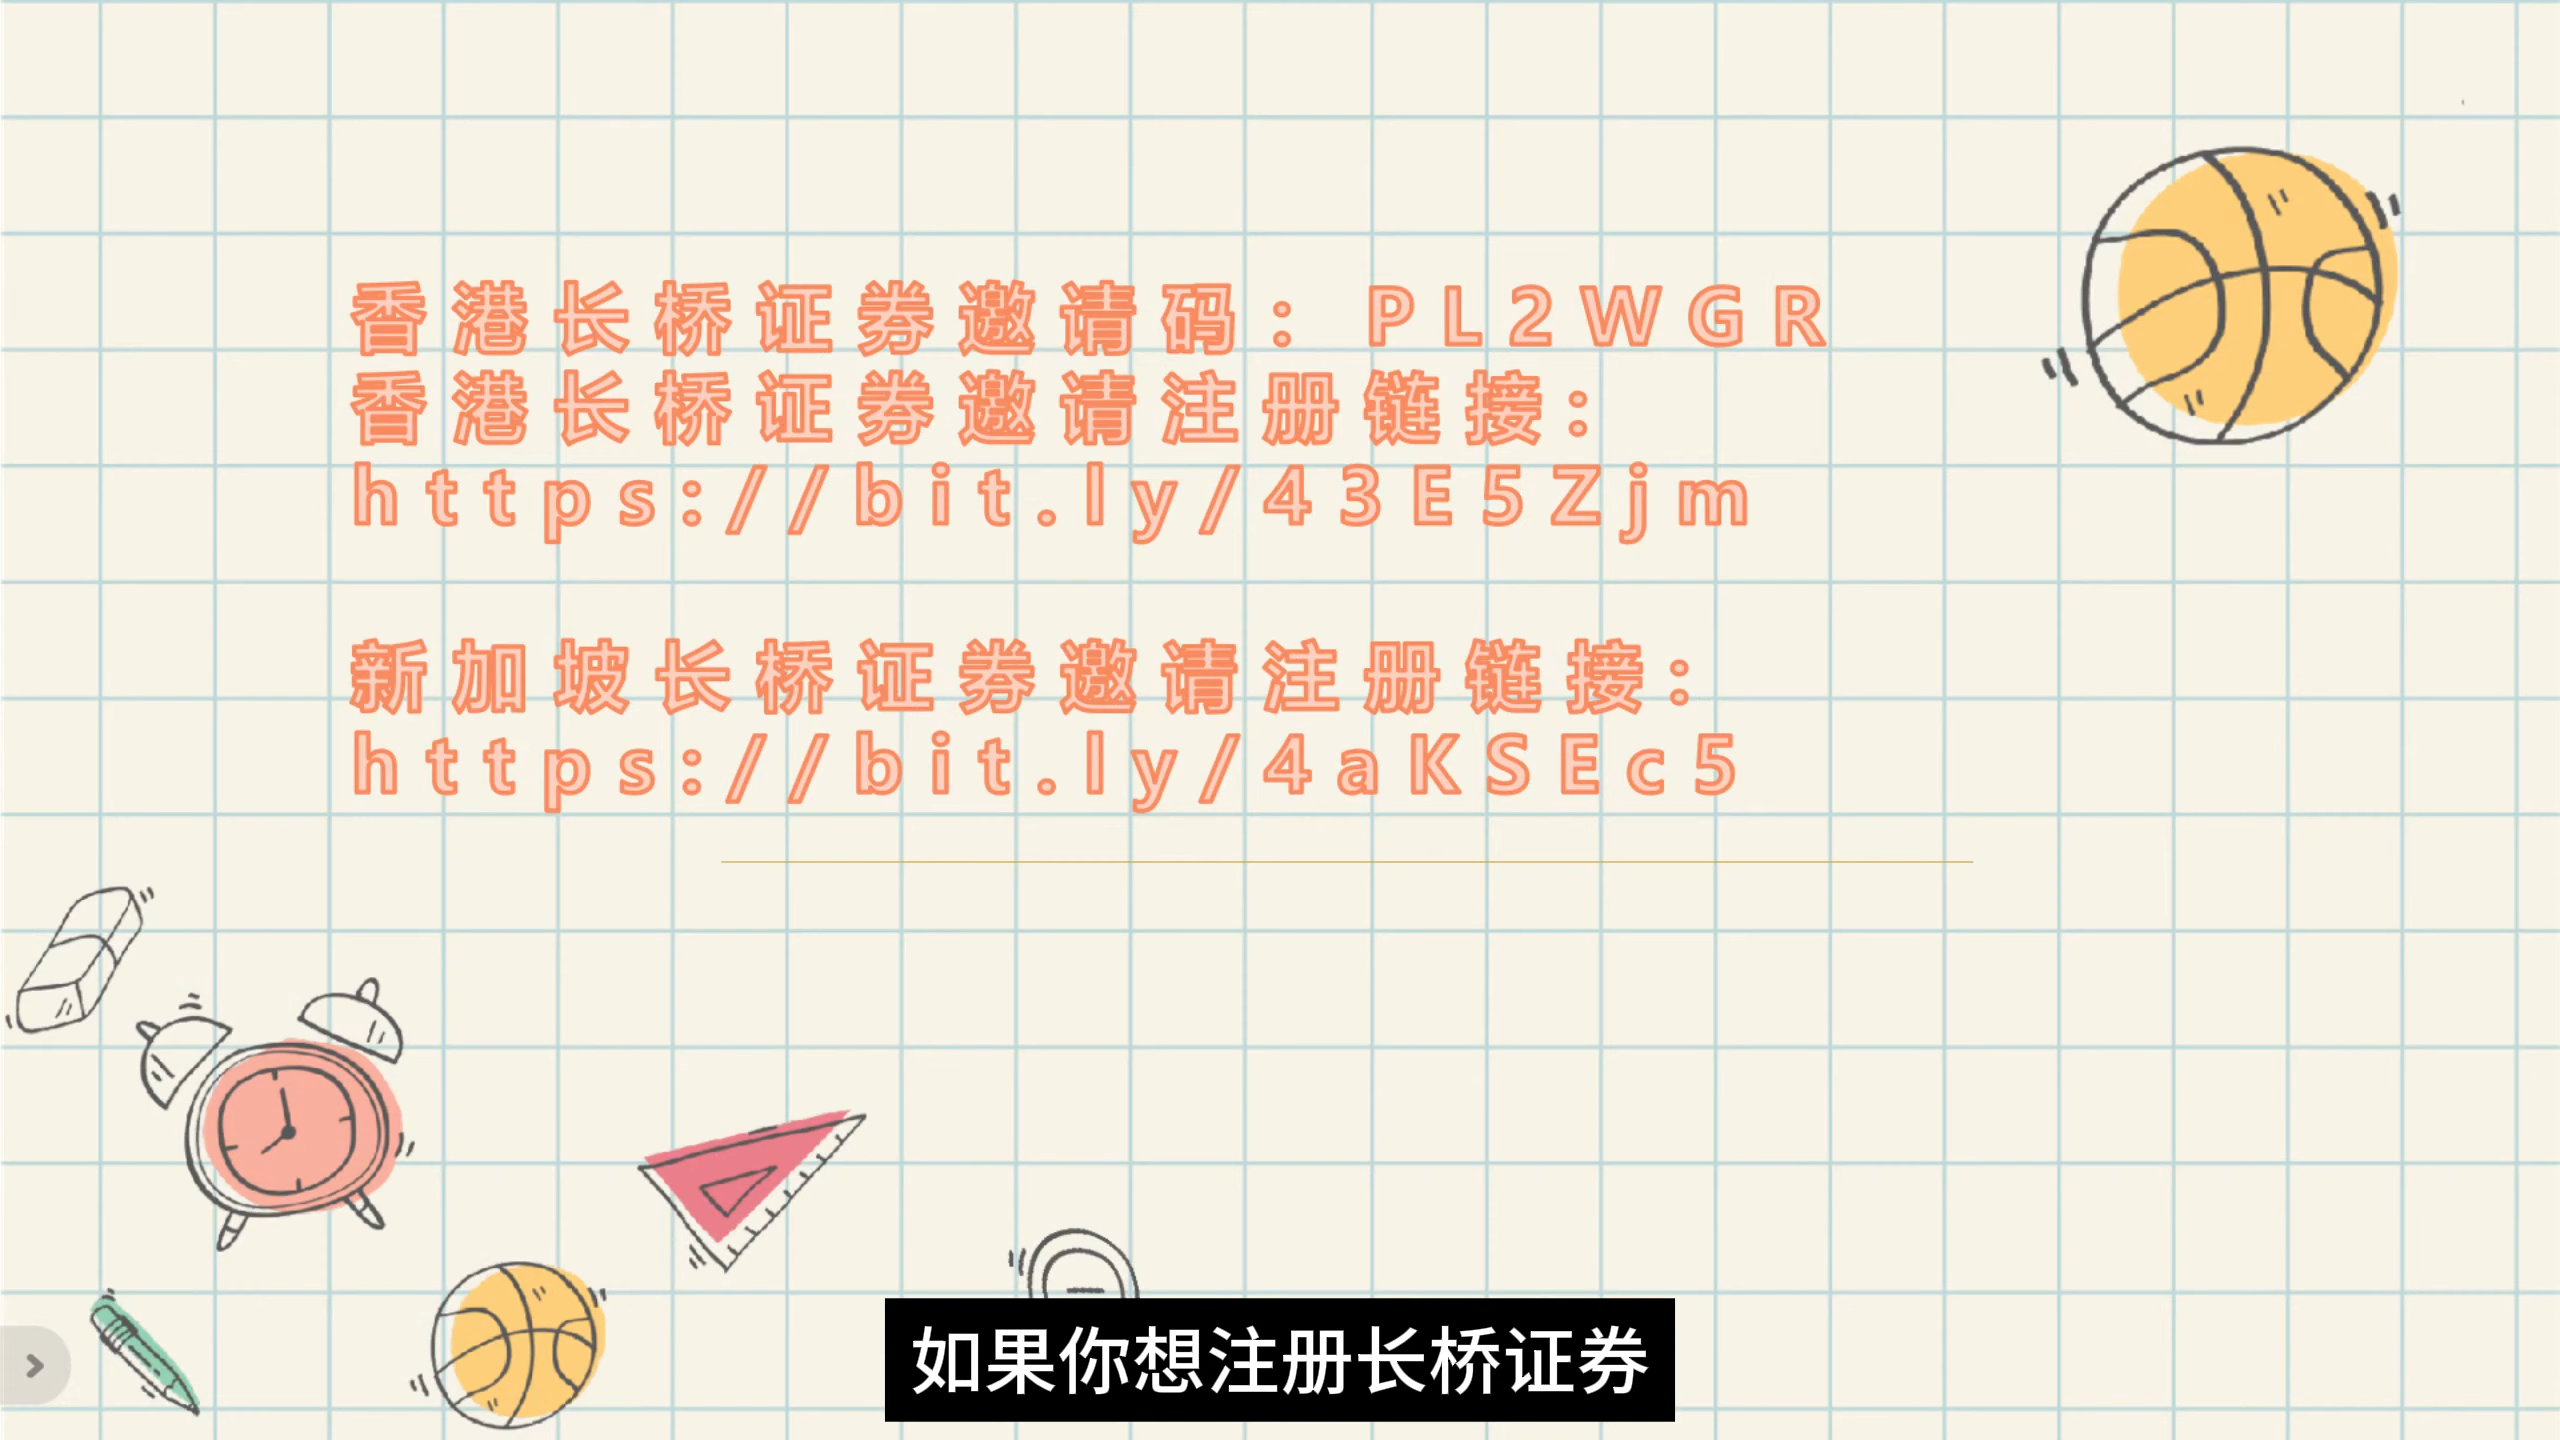 香港长桥证券邀请码：PL2WGR
香港长桥证券邀请注册链接：
https://bit.ly/43E5Zjm
新加坡长桥证券邀请注册链接：
https://bit.ly/4aKSEc5
如果你想注册长桥证券